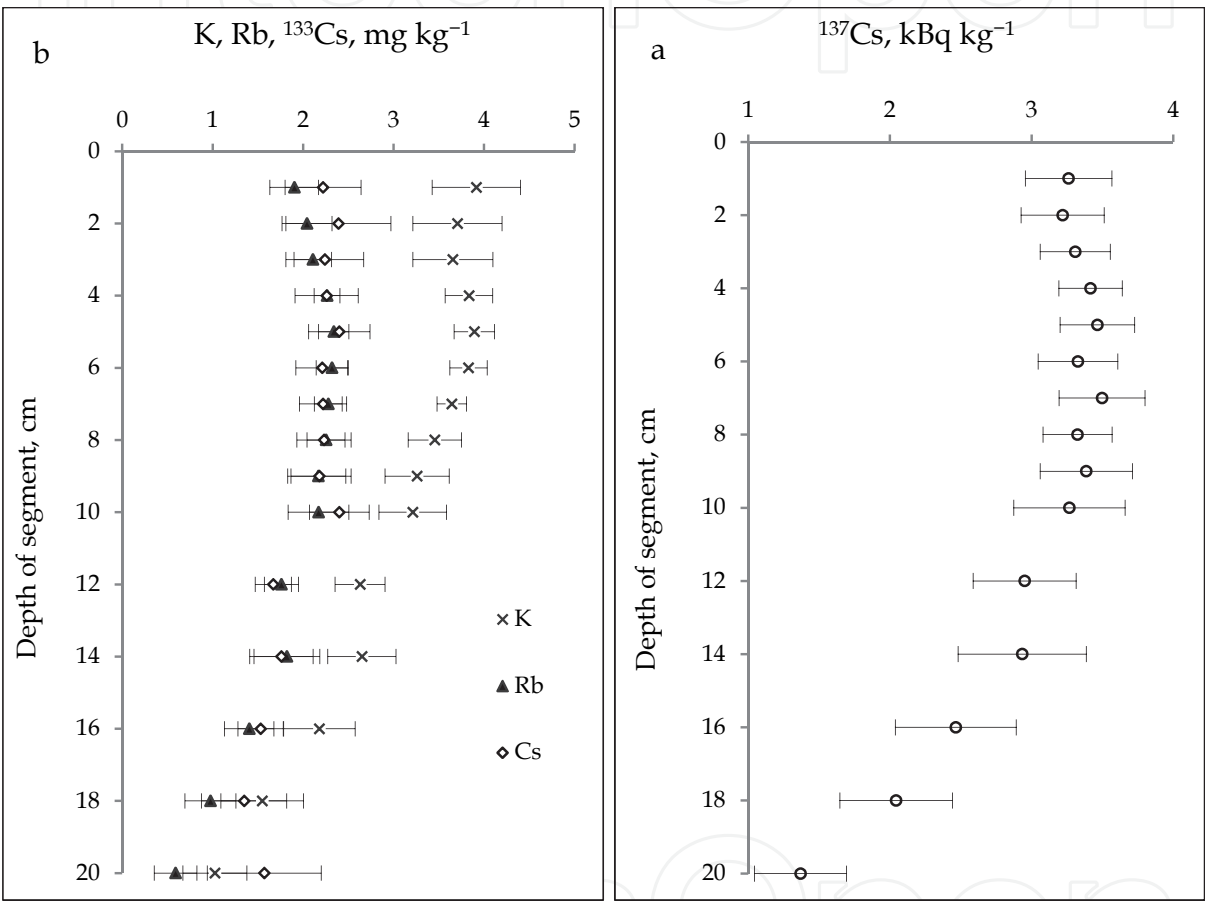 b
K, Rb, ¹³³Cs, mg kg⁻¹
0 1 2 3 4 5
0
2
4
6
8
10
12
14
16
18
20
Depth of segment, cm
K
Rb
Cs
a
¹³⁷Cs, kBq kg⁻¹
1 2 3 4
0
2
4
6
8
10
12
14
16
18
20
Depth of segment, cm